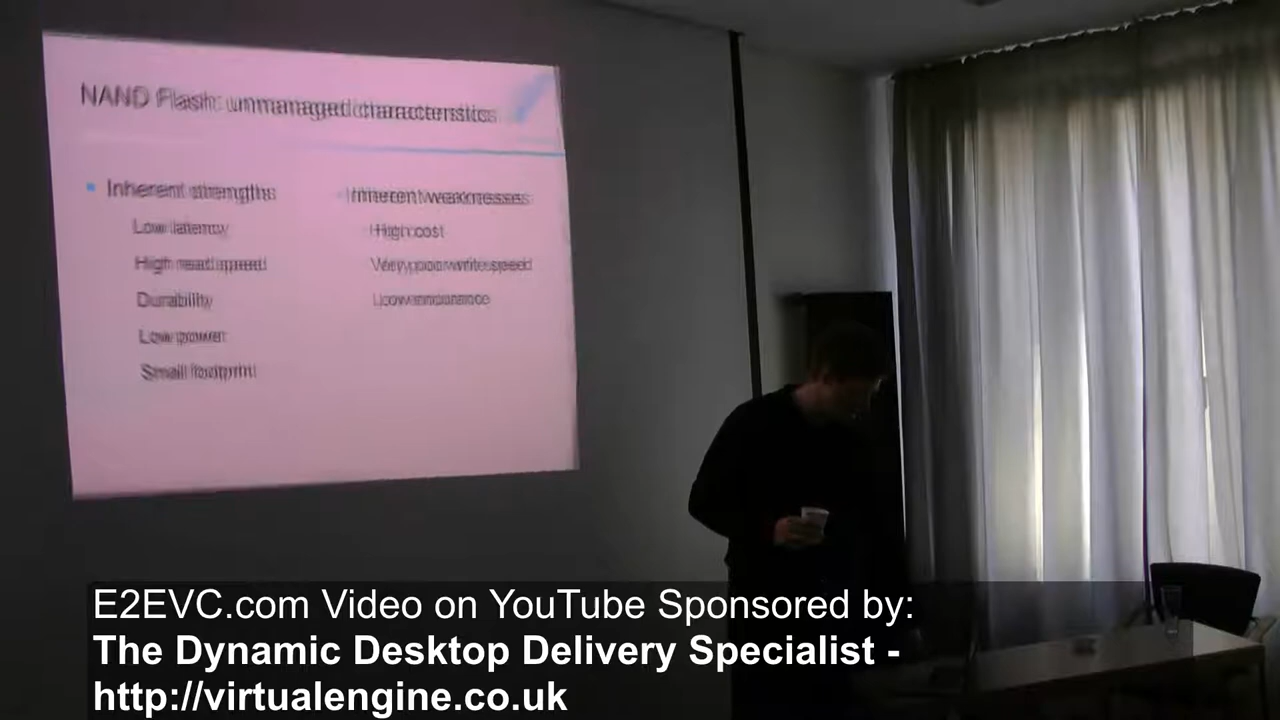 NAND Flash: unmanaged characteristics
Inherent strengths
Low latency
High read speed
Durability
Low power
Small footprint
Inherent weaknesses
High cost
Very poor write speed
Low endurance
E2EVC.com Video on YouTube Sponsored by:
The Dynamic Desktop Delivery Specialist -
http://virtualengine.co.uk